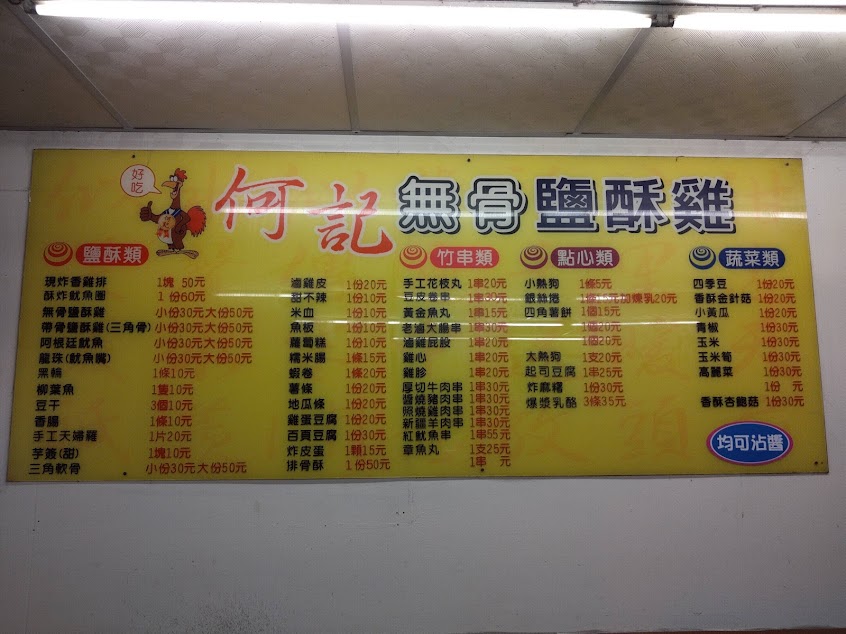 好吃
何記無骨鹽酥雞
鹽酥類
現炸香雞排 1塊 50元
酥炸魷魚圈 1份60元
無骨鹽酥雞 小份30元大份50元
帶骨鹽酥雞(三角骨) 小份30元大份50元
阿根廷魷魚 小份30元大份50元
龍珠(魷魚嘴) 小份30元大份50元
黑輪 1條10元
柳葉魚 1隻10元
豆干 3個10元
香腸 1條10元
手工天婦羅 1片20元
芋簽(甜) 1塊10元
三角軟骨 小份30元大份50元
滷雞皮 1份20元
甜不辣 1份10元
米血 1份10元
魚板 1份10元
蘿蔔糕 1份10元
糯米腸 1條15元
蝦卷 1條20元
薯條 1份20元
地瓜條 1份20元
雞蛋豆腐 1份20元
百頁豆腐 1份30元
炸皮蛋 1顆15元
排骨酥 1份50元
竹串類
手工花枝丸 1串20元
豆皮香串
黃金魚丸 1串15元
老滷大腸串 1串30元
滷雞屁股 1串20元
雞心 1串20元
雞胗 1串20元
厚切牛肉串 1串30元
醬燒豬肉串 1串30元
照燒雞肉串 1串30元
新疆羊肉串 1串30元
紅魷魚串 1串55元
章魚丸 1支25元
1串 元
點心類
小熱狗 1條5元
銀絲捲 加煉乳20元
四角薯餅 1個15元
1個20元
大熱狗 1支20元
起司豆腐 1串25元
炸麻糬 1份30元
爆漿乳酪 3條35元
蔬菜類
四季豆 1份20元
香酥金針菇 1份20元
小黃瓜 1份20元
青椒 1份30元
玉米 1份30元
玉米筍 1份30元
高麗菜 1份30元
1份 元
香酥杏鮑菇 1份30元
均可沾醬